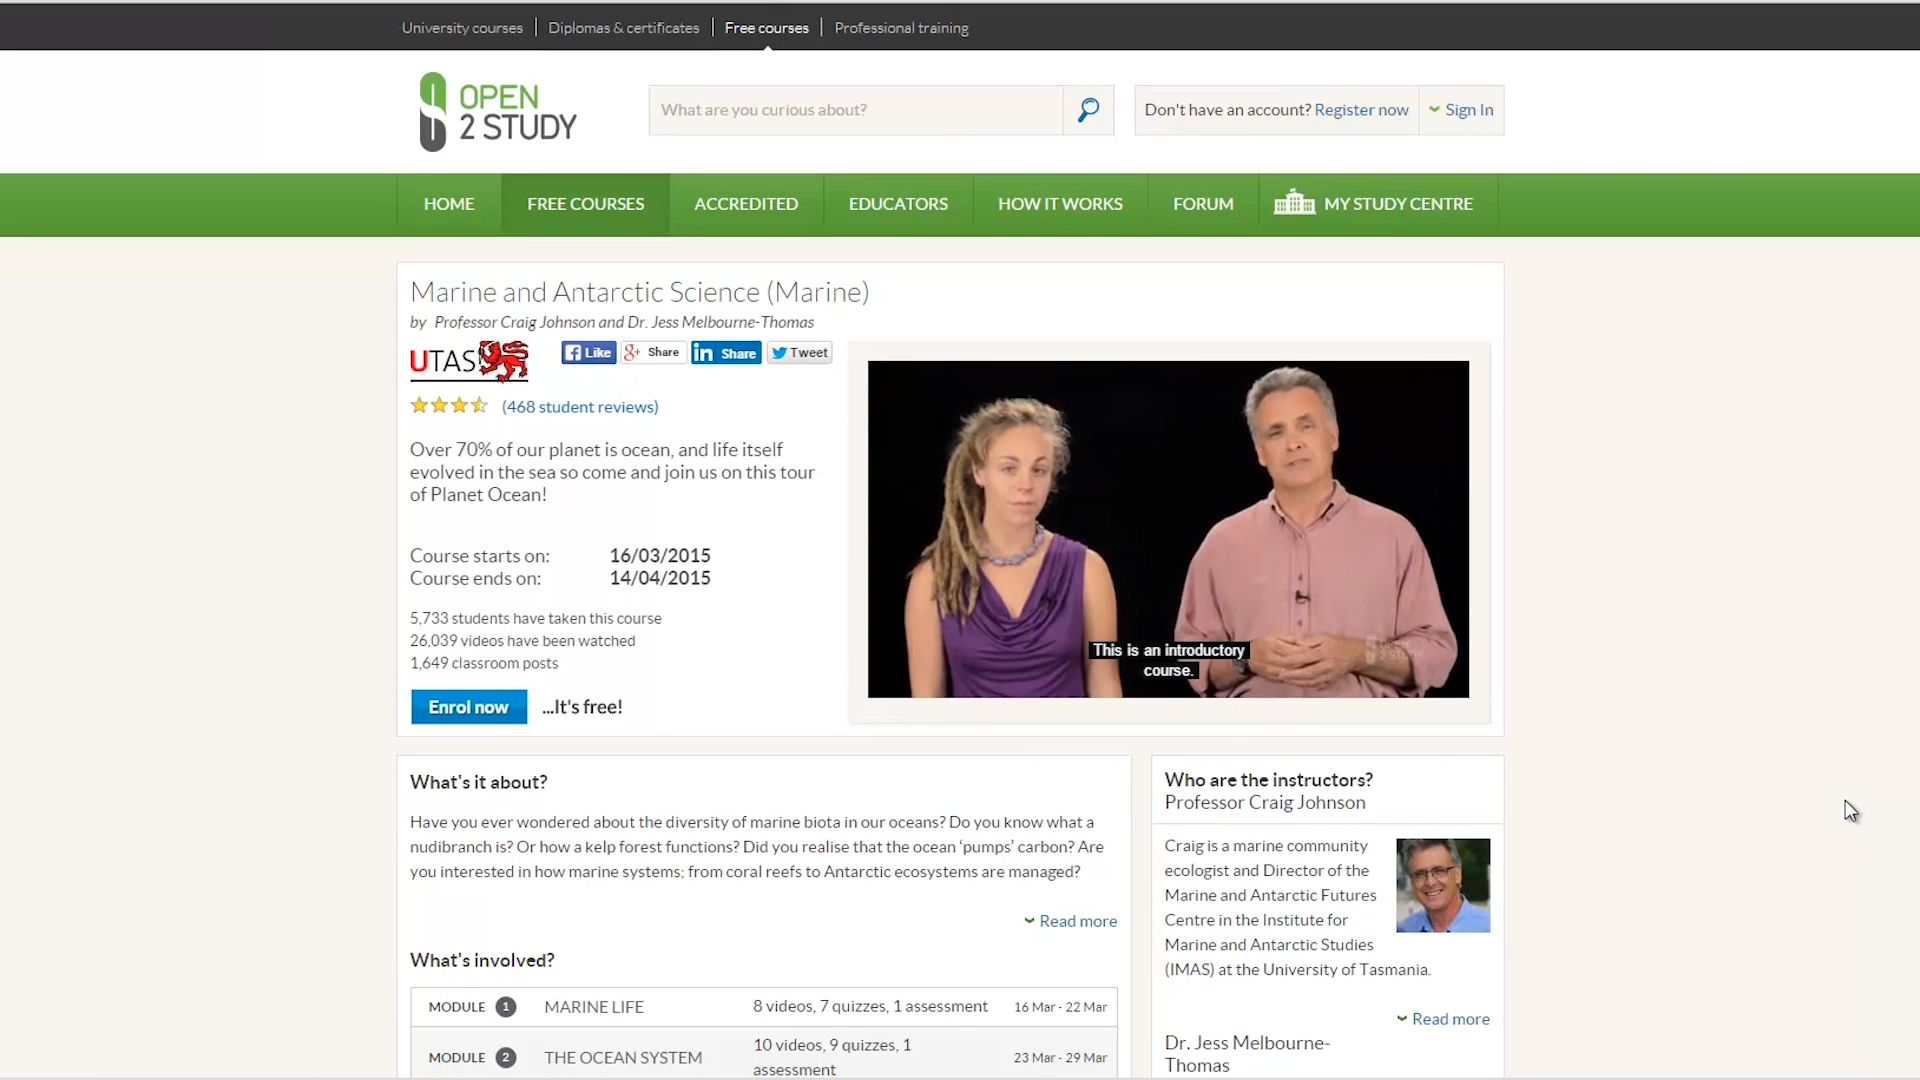 University courses
Diplomas & certificates
Free courses
Professional training
OPEN
2 STUDY
What are you curious about?
Don't have an account? Register now
Sign In
HOME
FREE COURSES
ACCREDITED
EDUCATORS
HOW IT WORKS
FORUM
MY STUDY CENTRE
Marine and Antarctic Science (Marine)
by Professor Craig Johnson and Dr. Jess Melbourne-Thomas
UTAS
Like
g+ Share
in Share
Tweet
(468 student reviews)
Over 70% of our planet is ocean, and life itself
evolved in the sea so come and join us on this tour
of Planet Ocean!
Course starts on: 16/03/2015
Course ends on: 14/04/2015
5,733 students have taken this course
26,039 videos have been watched
1,649 classroom posts
Enrol now ...It's free!
This is an introductory
course.
OPEN
2 STUDY
What's it about?
Have you ever wondered about the diversity of marine biota in our oceans? Do you know what a
nudibranch is? Or how a kelp forest functions? Did you realise that the ocean ‘pumps’ carbon? Are
you interested in how marine systems; from coral reefs to Antarctic ecosystems are managed?
Read more
What's involved?
MODULE 1 MARINE LIFE 8 videos, 7 quizzes, 1 assessment 16 Mar - 22 Mar
MODULE 2 THE OCEAN SYSTEM 10 videos, 9 quizzes, 1
assessment 23 Mar - 29 Mar
Who are the instructors?
Professor Craig Johnson
Craig is a marine community
ecologist and Director of the
Marine and Antarctic Futures
Centre in the Institute for
Marine and Antarctic Studies
(IMAS) at the University of Tasmania.
Read more
Dr. Jess Melbourne-
Thomas